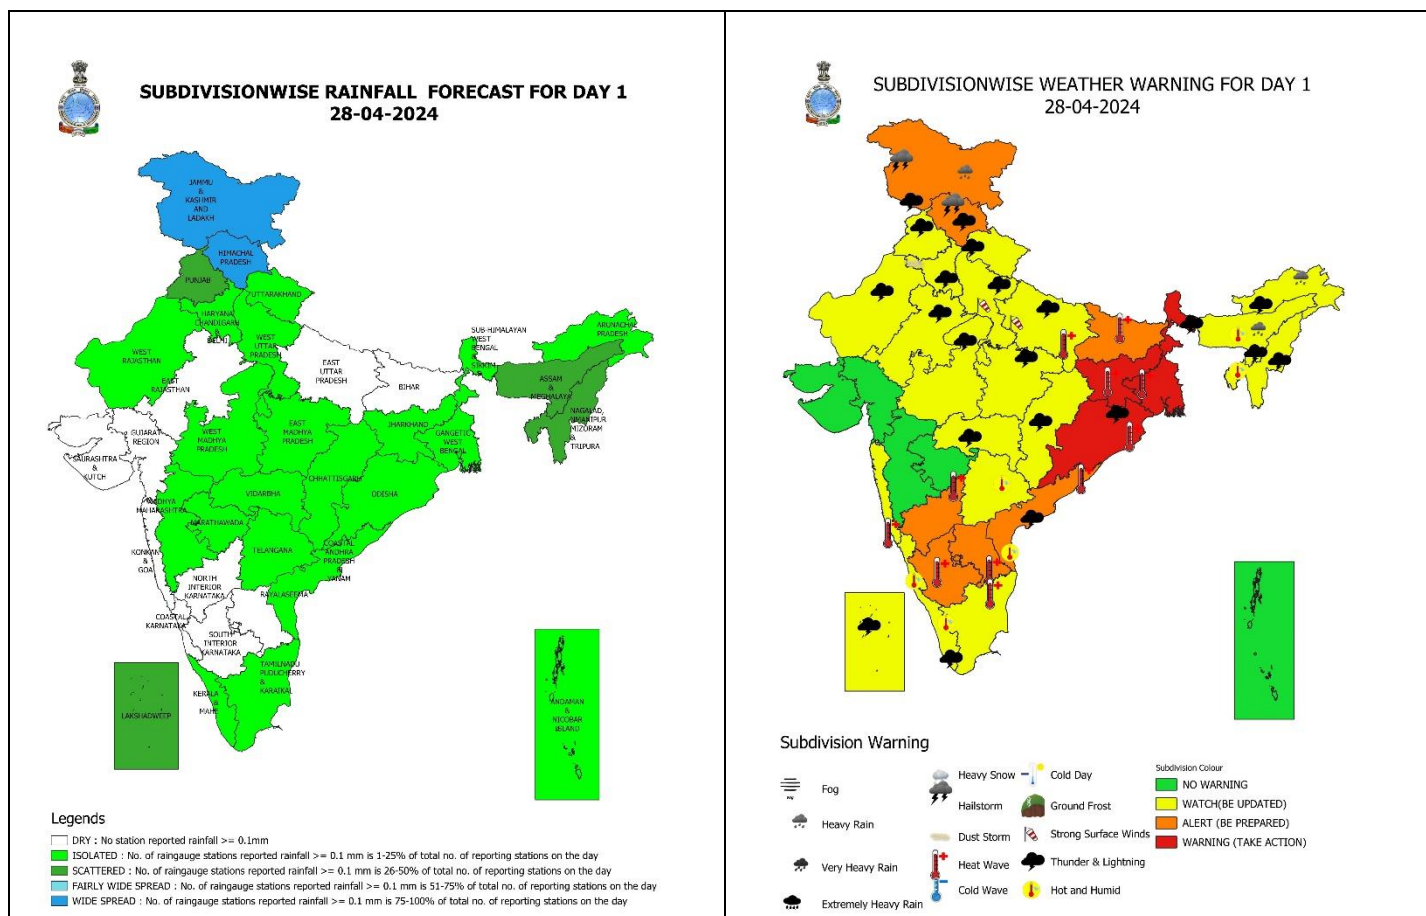 SUBDIVISIONWISE RAINFALL FORECAST FOR DAY 1
28-04-2024
JAMMU
&
KASHMIR
AND
LADAKH
HIMACHAL
PRADESH
PUNJAB
UTTARAKHAND
HARYANA
CHANDIGARH
&
DELHI
WEST
UTTAR
PRADESH
WEST
RAJASTHAN
EAST
RAJASTHAN
EAST
UTTAR
PRADESH
BIHAR
SUB-HIMALAYAN
WEST
BENGAL
&
SIKKIM
ARUNACHAL
PRADESH
ASSAM
&
MEGHALAYA
NAGALAD,
MANIPUR
MIZORAM
&
TRIPURA
GUJARAT
REGION
SAURASHTRA
&
KUTCH
WEST
MADHYA
PRADESH
EAST
MADHYA
PRADESH
JHARKHAND
GANGETIC
WEST
BENGAL
CHHATTISGARH
ODISHA
VIDARBHA
MADHYA
MAHARASHTRA
MARATHAWADA
KONKAN
&
GOA
TELANGARA
COASTAL
ANDHRA
PRADESH
&
YANAM
NORTH
INTERIOR
KARNATAKA
RAYALASEEMA
COASTAL
KARNATAKA
SOUTH
INTERIOR
KARNATAKA
TAMILNADU
PUDUCHERRY
&
KARAIKAL
KERALA
&
MAHE
LAKSHADWEEP
ANDAMAN
&
NICOBAR
ISLAND
Legends
DRY : No station reported rainfall >= 0.1mm
ISOLATED : No. of raingauge stations reported rainfall >= 0.1 mm is 1-25% of total no. of reporting stations on the day
SCATTERED : No. of raingauge stations reported rainfall >= 0.1 mm is 26-50% of total no. of reporting stations on the day
FAIRLY WIDE SPREAD : No. of raingauge stations reported rainfall >= 0.1 mm is 51-75% of total no. of reporting stations on the day
WIDE SPREAD : No. of raingauge stations reported rainfall >= 0.1 mm is 75-100% of total no. of reporting stations on the day
SUBDIVISIONWISE WEATHER WARNING FOR DAY 1
28-04-2024
Subdivision Warning
Fog
Heavy Rain
Very Heavy Rain
Extremely Heavy Rain
Heavy Snow
Hailstorm
Dust Storm
Heat Wave
Cold Wave
Cold Day
Ground Frost
Strong Surface Winds
Thunder & Lightning
Hot and Humid
Subdivision Colour
NO WARNING
WATCH(BE UPDATED)
ALERT (BE PREPARED)
WARNING (TAKE ACTION)